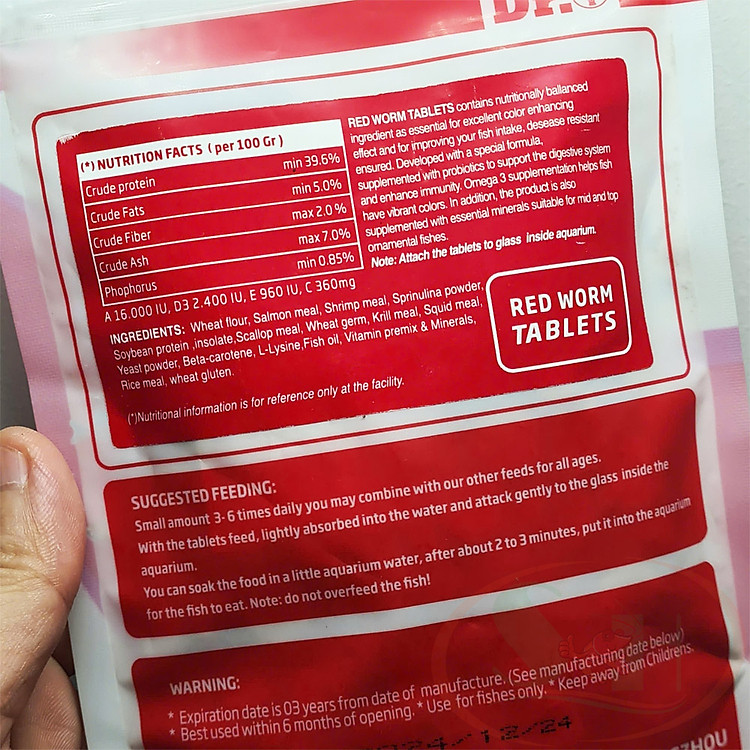 (*) NUTRITION FACTS ( per 100 Gr )
Crude protein min 39.6%
Crude Fats min 5.0%
Crude Fiber max 2.0 %
Crude Ash max 7.0%
Phophorus min 0.85%
A 16.000 IU, D3 2.400 IU, E 960 IU, C 360mg
RED WORM TABLETS contains nutritionally ballanced
ingredient as essential for excellent color enhancing
effect and for improving your fish intake, desease resistant
ensured. Developed with a special formula,
supplemented with probiotics to support the digestive system
and enhance immunity. Omega 3 supplementation helps fish
have vibrant colors. In addition, the product is also
supplemented with essential minerals suitable for mid and top
ornamental fishes.
Note: Attach the tablets to glass inside aquarium.
INGREDIENTS: Wheat flour, Salmon meal, Shrimp meal, Sprinulina powder,
Soybean protein ,insolate,Scallop meal, Wheat germ, Krill meal, Squid meal,
Yeast powder, Beta-carotene, L-Lysine,Fish oil, Vitamin premix & Minerals,
Rice meal, wheat gluten.
RED WORM
TABLETS
(*)Nutritional information is for reference only at the facility.
SUGGESTED FEEDING:
Small amount 3-6 times daily you may combine with our other feeds for all ages.
With the tablets feed, lightly absorbed into the water and attack gently to the glass inside the
aquarium.
You can soak the food in a little aquarium water, after about 2 to 3 minutes, put it into the aquarium
for the fish to eat. Note: do not overfeed the fish!
WARNING:
* Expiration date is 03 years from date of manufacture. (See manufacturing date below)
* Best used within 6 months of opening. * Use for fishes only. * Keep away from Childrens.